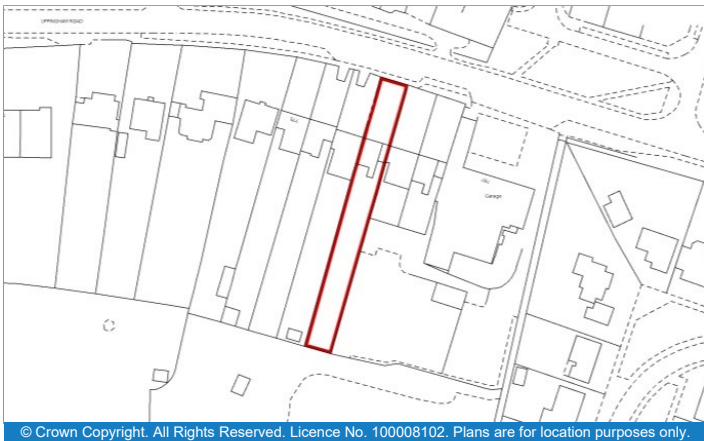 UPPINGHAM ROAD
Garage
© Crown Copyright. All Rights Reserved. Licence No. 100008102. Plans are for location purposes only.